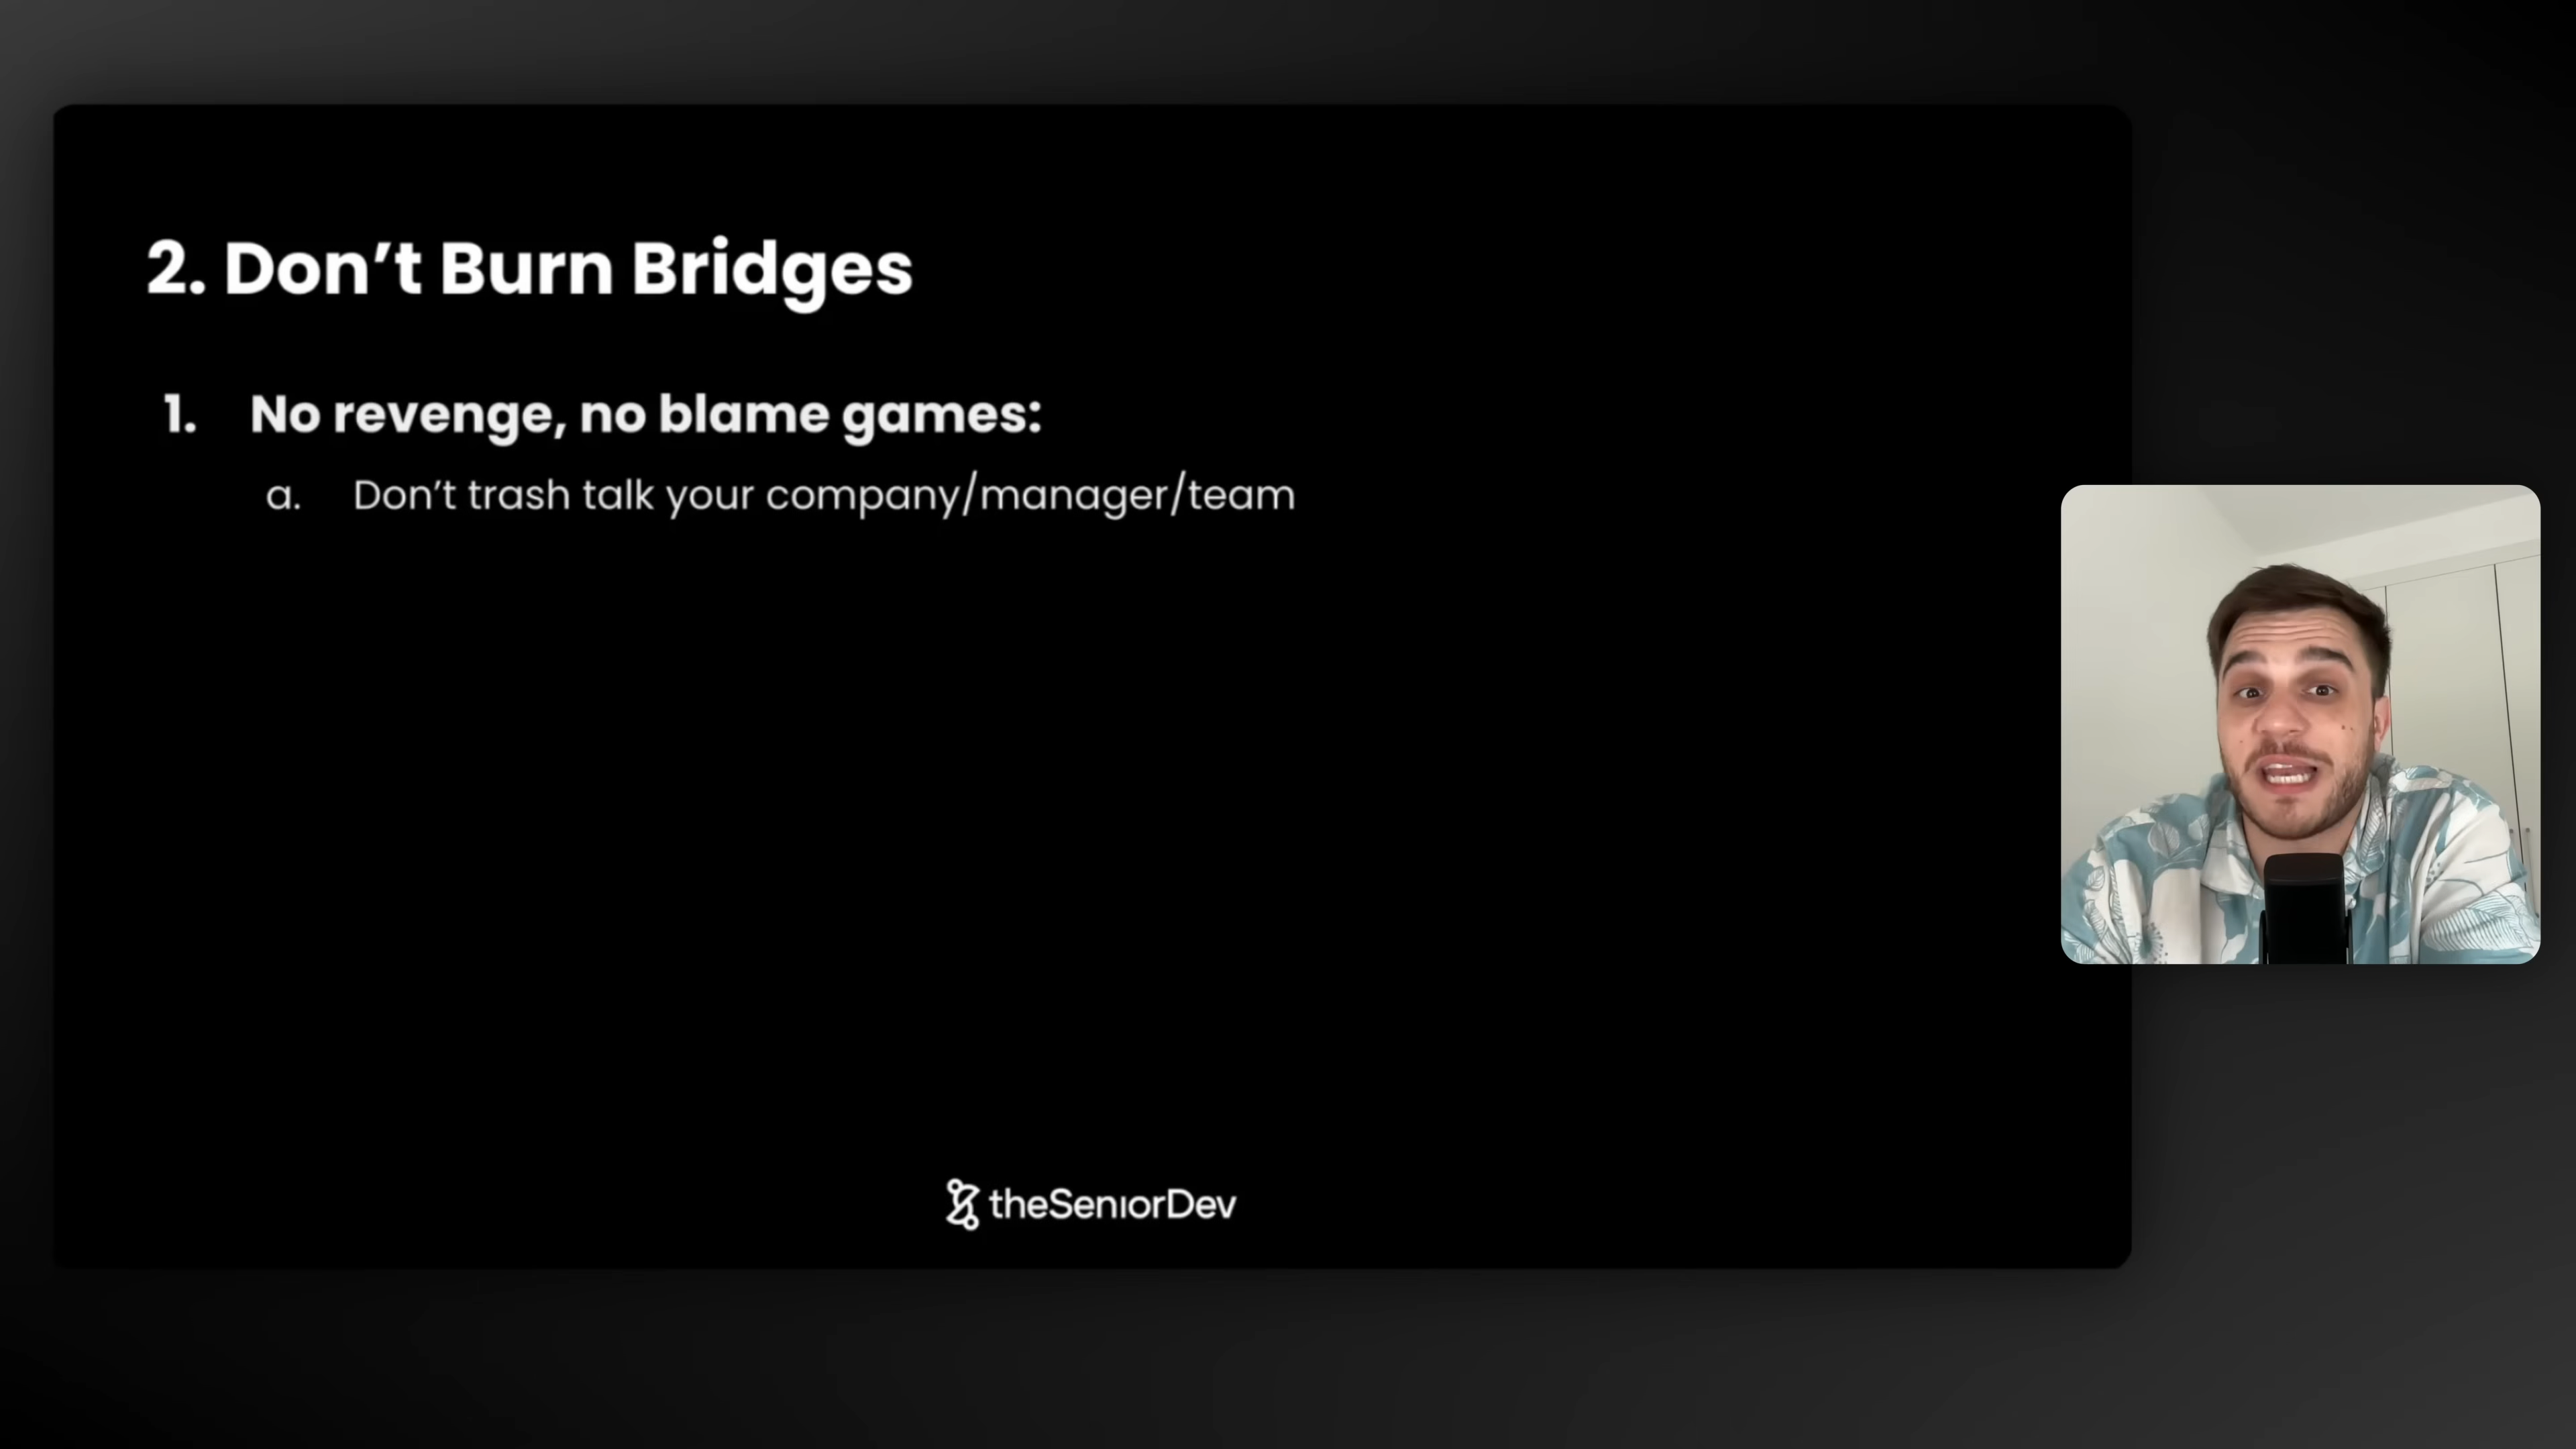 2. Don’t Burn Bridges
1. No revenge, no blame games:
a. Don’t trash talk your company/manager/team
theSeniorDev